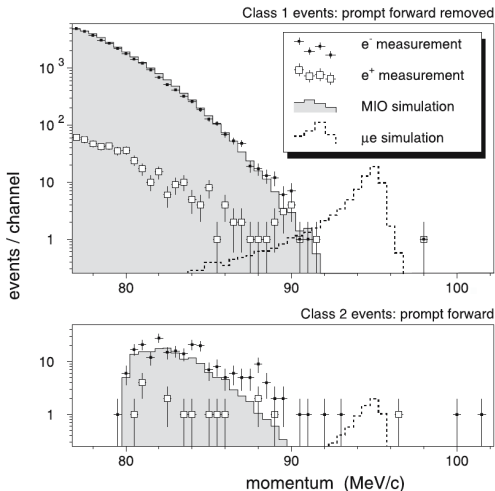 Class 1 events: prompt forward removed
e⁻ measurement
e⁺ measurement
MIO simulation
μe simulation
10³
10²
10
1
events / channel
80
90
100
Class 2 events: prompt forward
10
1
80
90
100
momentum (MeV/c)